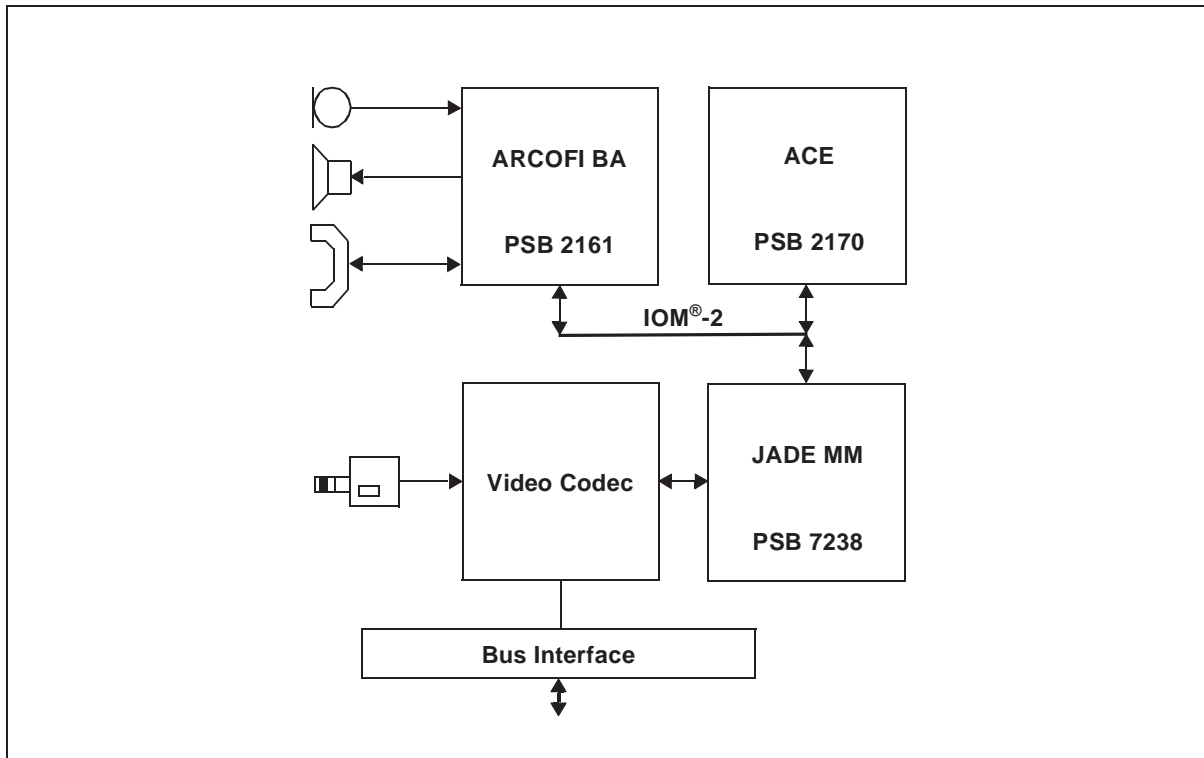 ARCOFI BA
PSB 2161
ACE
PSB 2170
IOM®-2
Video Codec
JADE MM
PSB 7238
Bus Interface